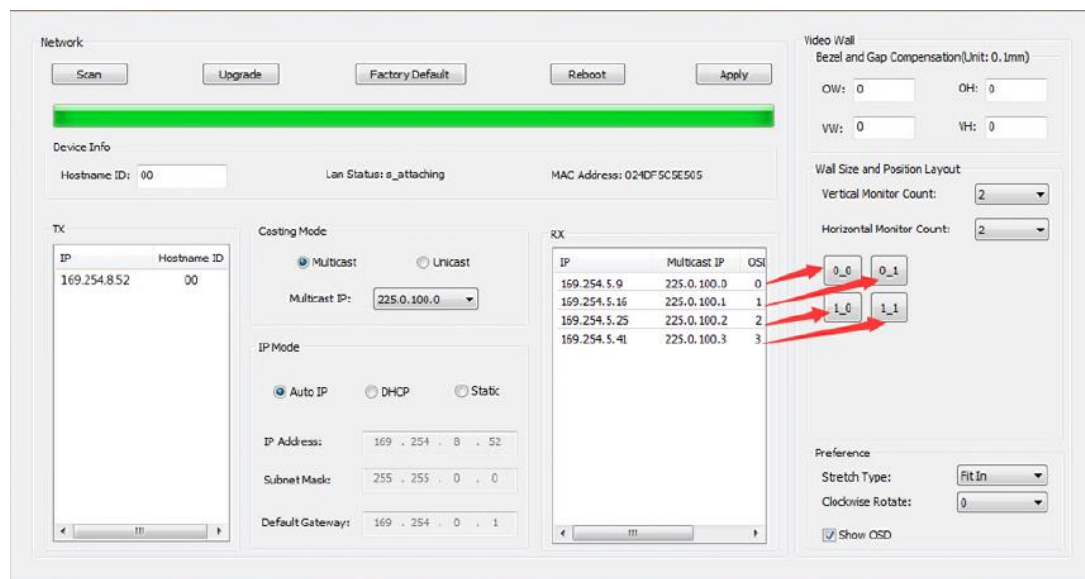 Network
Scan
Upgrade
Factory Default
Reboot
Apply
Device Info
Hostname ID: 00
Lan Status: s_attaching
MAC Address: 024DF5C5E505
TX
IP Hostname ID
169.254.8.52 00
Casting Mode
Multicast Unicast
Multicast IP: 225.0.100.0
IP Mode
Auto IP DHCP Static
IP Address: 169 . 254 . 8 . 52
Subnet Mask: 255 . 255 . 0 . 0
Default Gateway: 169 . 254 . 0 . 1
RX
IP Multicast IP OSI
169.254.5.9 225.0.100.0 0
169.254.5.16 225.0.100.1 1
169.254.5.25 225.0.100.2 2
169.254.5.41 225.0.100.3 3
Video Wall
Bezel and Gap Compensation(Unit: 0.1mm)
OW: 0 OH: 0
VW: 0 VH: 0
Wall Size and Position Layout
Vertical Monitor Count: 2
Horizontal Monitor Count: 2
0_0 0_1
1_0 1_1
Preference
Stretch Type: Fit In
Clockwise Rotate: 0
Show OSD